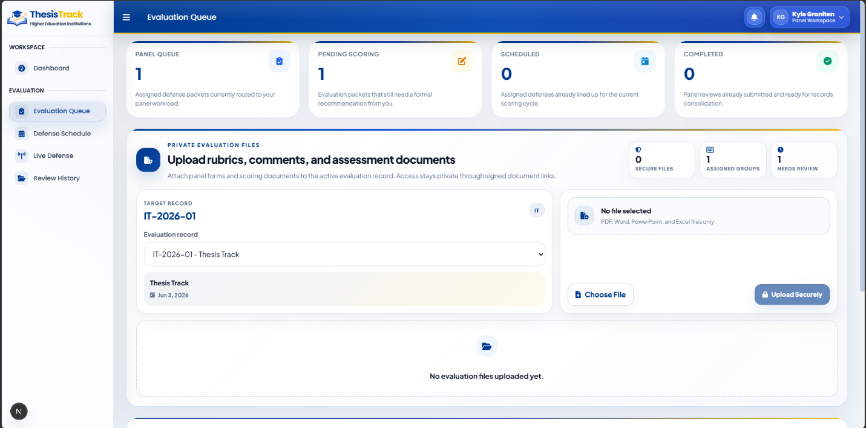 ThesisTrack
Higher Education Institutions
Evaluation Queue
KG
Kyle Graniten
Panel Workspace
WORKSPACE
Dashboard
EVALUATION
Evaluation Queue
Defense Schedule
Live Defense
Review History
PANEL QUEUE
1
Assigned defense packets currently routed to your
panel workload.
PENDING SCORING
1
Evaluation packets that still need a formal
recommendation from you.
SCHEDULED
0
Assigned defenses already lined up for the current
scoring cycle.
COMPLETED
0
Panel reviews already submitted and ready for records
consolidation
PRIVATE EVALUATION FILES
Upload rubrics, comments, and assessment documents
Attach panel forms and scoring documents to the active evaluation record. Access stays private through signed document links.
0
SECURE FILES
1
ASSIGNED GROUPS
1
NEEDS REVIEW
TARGET RECORD
IT-2026-01
IT
Evaluation record
IT-2026-01 - Thesis Track
Thesis Track
Jun 3, 2026
No file selected
PDF, Word, PowerPoint, and Excel files only
Choose File
Upload Securely
No evaluation files uploaded yet.
N